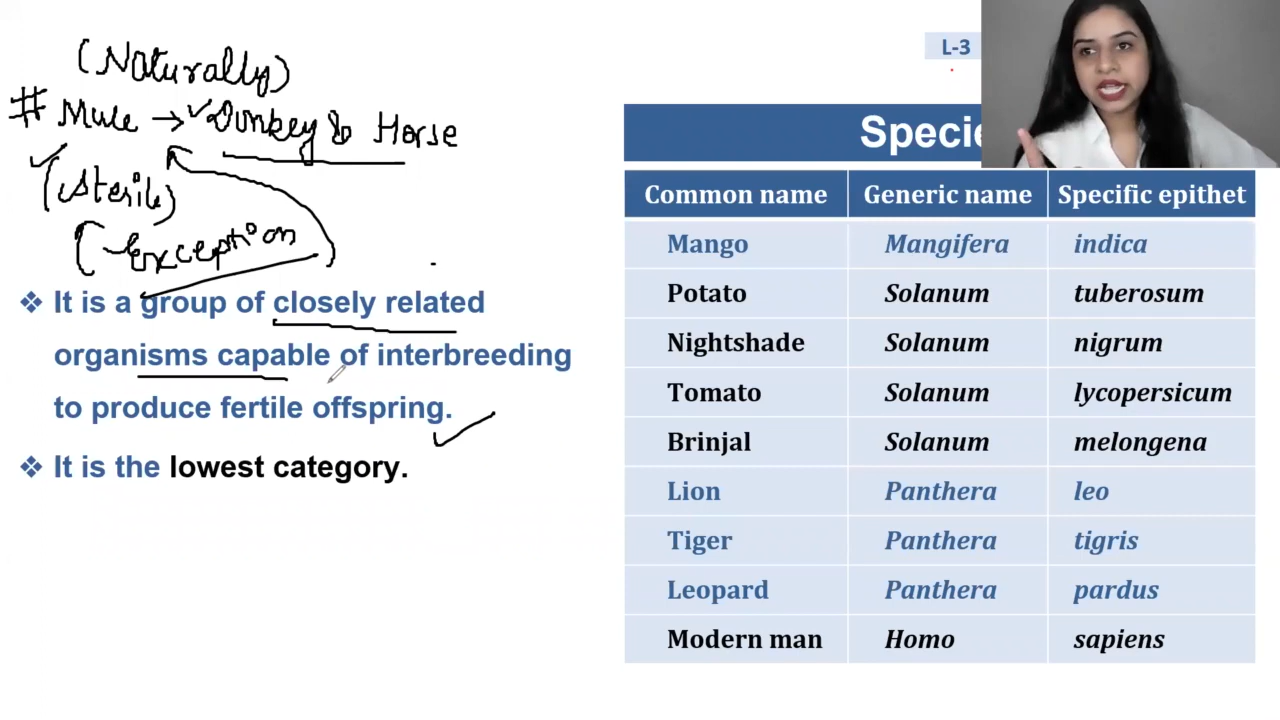 (Naturally)
# Mule → Donkey & Horse
(Sterile)
(Exception)
❖ It is a group of closely related
organisms capable of interbreeding
to produce fertile offspring.
❖ It is the lowest category.
L-3
Specie
Common name Generic name Specific epithet
Mango Mangifera indica
Potato Solanum tuberosum
Nightshade Solanum nigrum
Tomato Solanum lycopersicum
Brinjal Solanum melongena
Lion Panthera leo
Tiger Panthera tigris
Leopard Panthera pardus
Modern man Homo sapiens